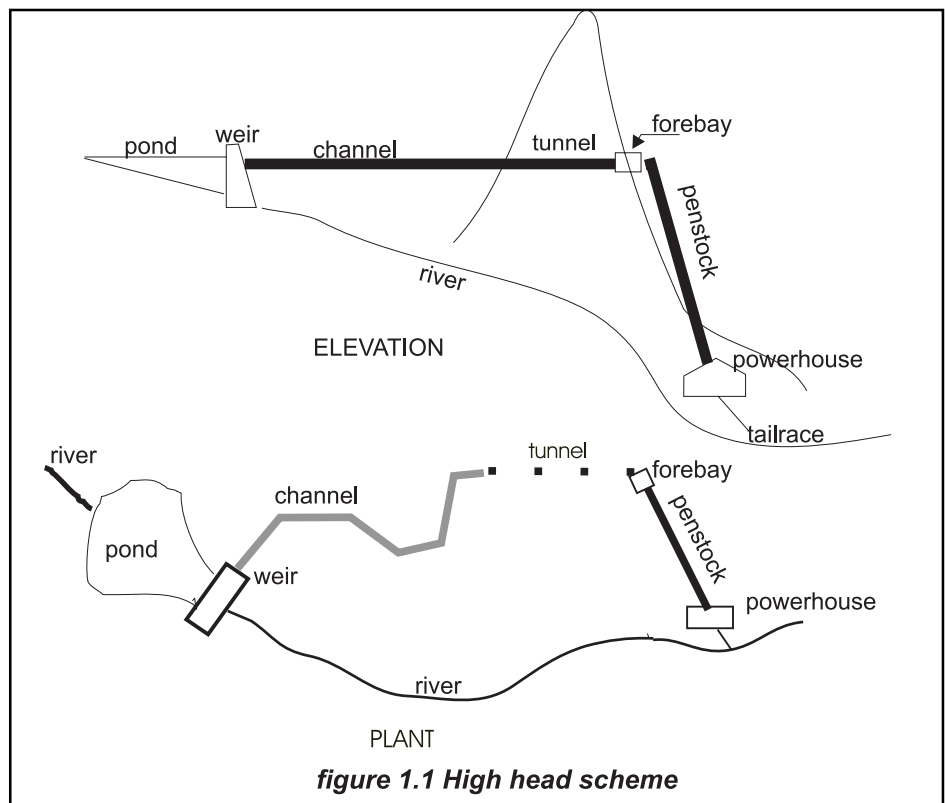 forebay
weir
pond
channel
tunnel
penstock
river
ELEVATION
powerhouse
tailrace
river
tunnel
forebay
channel
penstock
pond
weir
powerhouse
river
PLANT
figure 1.1 High head scheme